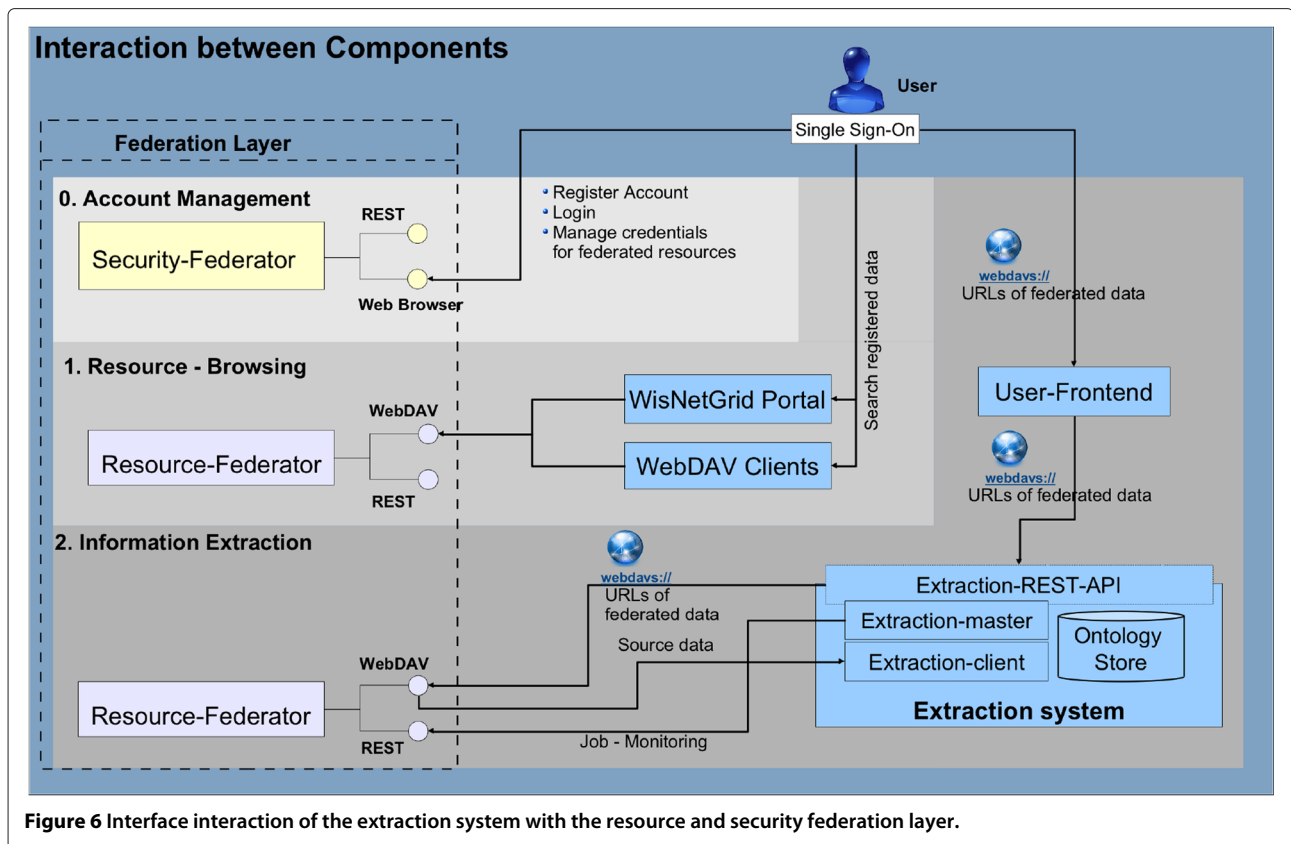 Interaction between Components
User
Single Sign-On
Federation Layer
0. Account Management
REST
Security-Federator
Web Browser
Register Account
Login
Manage credentials
for federated resources
Search registered data
webdavs://
URLs of federated data
1. Resource - Browsing
WebDAV
Resource-Federator
REST
WisNetGrid Portal
WebDAV Clients
User-Frontend
webdavs://
URLs of federated data
2. Information Extraction
webdavs://
URLs of
federated data
Source data
WebDAV
Resource-Federator
REST
Job - Monitoring
Extraction-REST-API
Extraction-master
Extraction-client
Ontology
Store
Extraction system
Figure 6 Interface interaction of the extraction system with the resource and security federation layer.